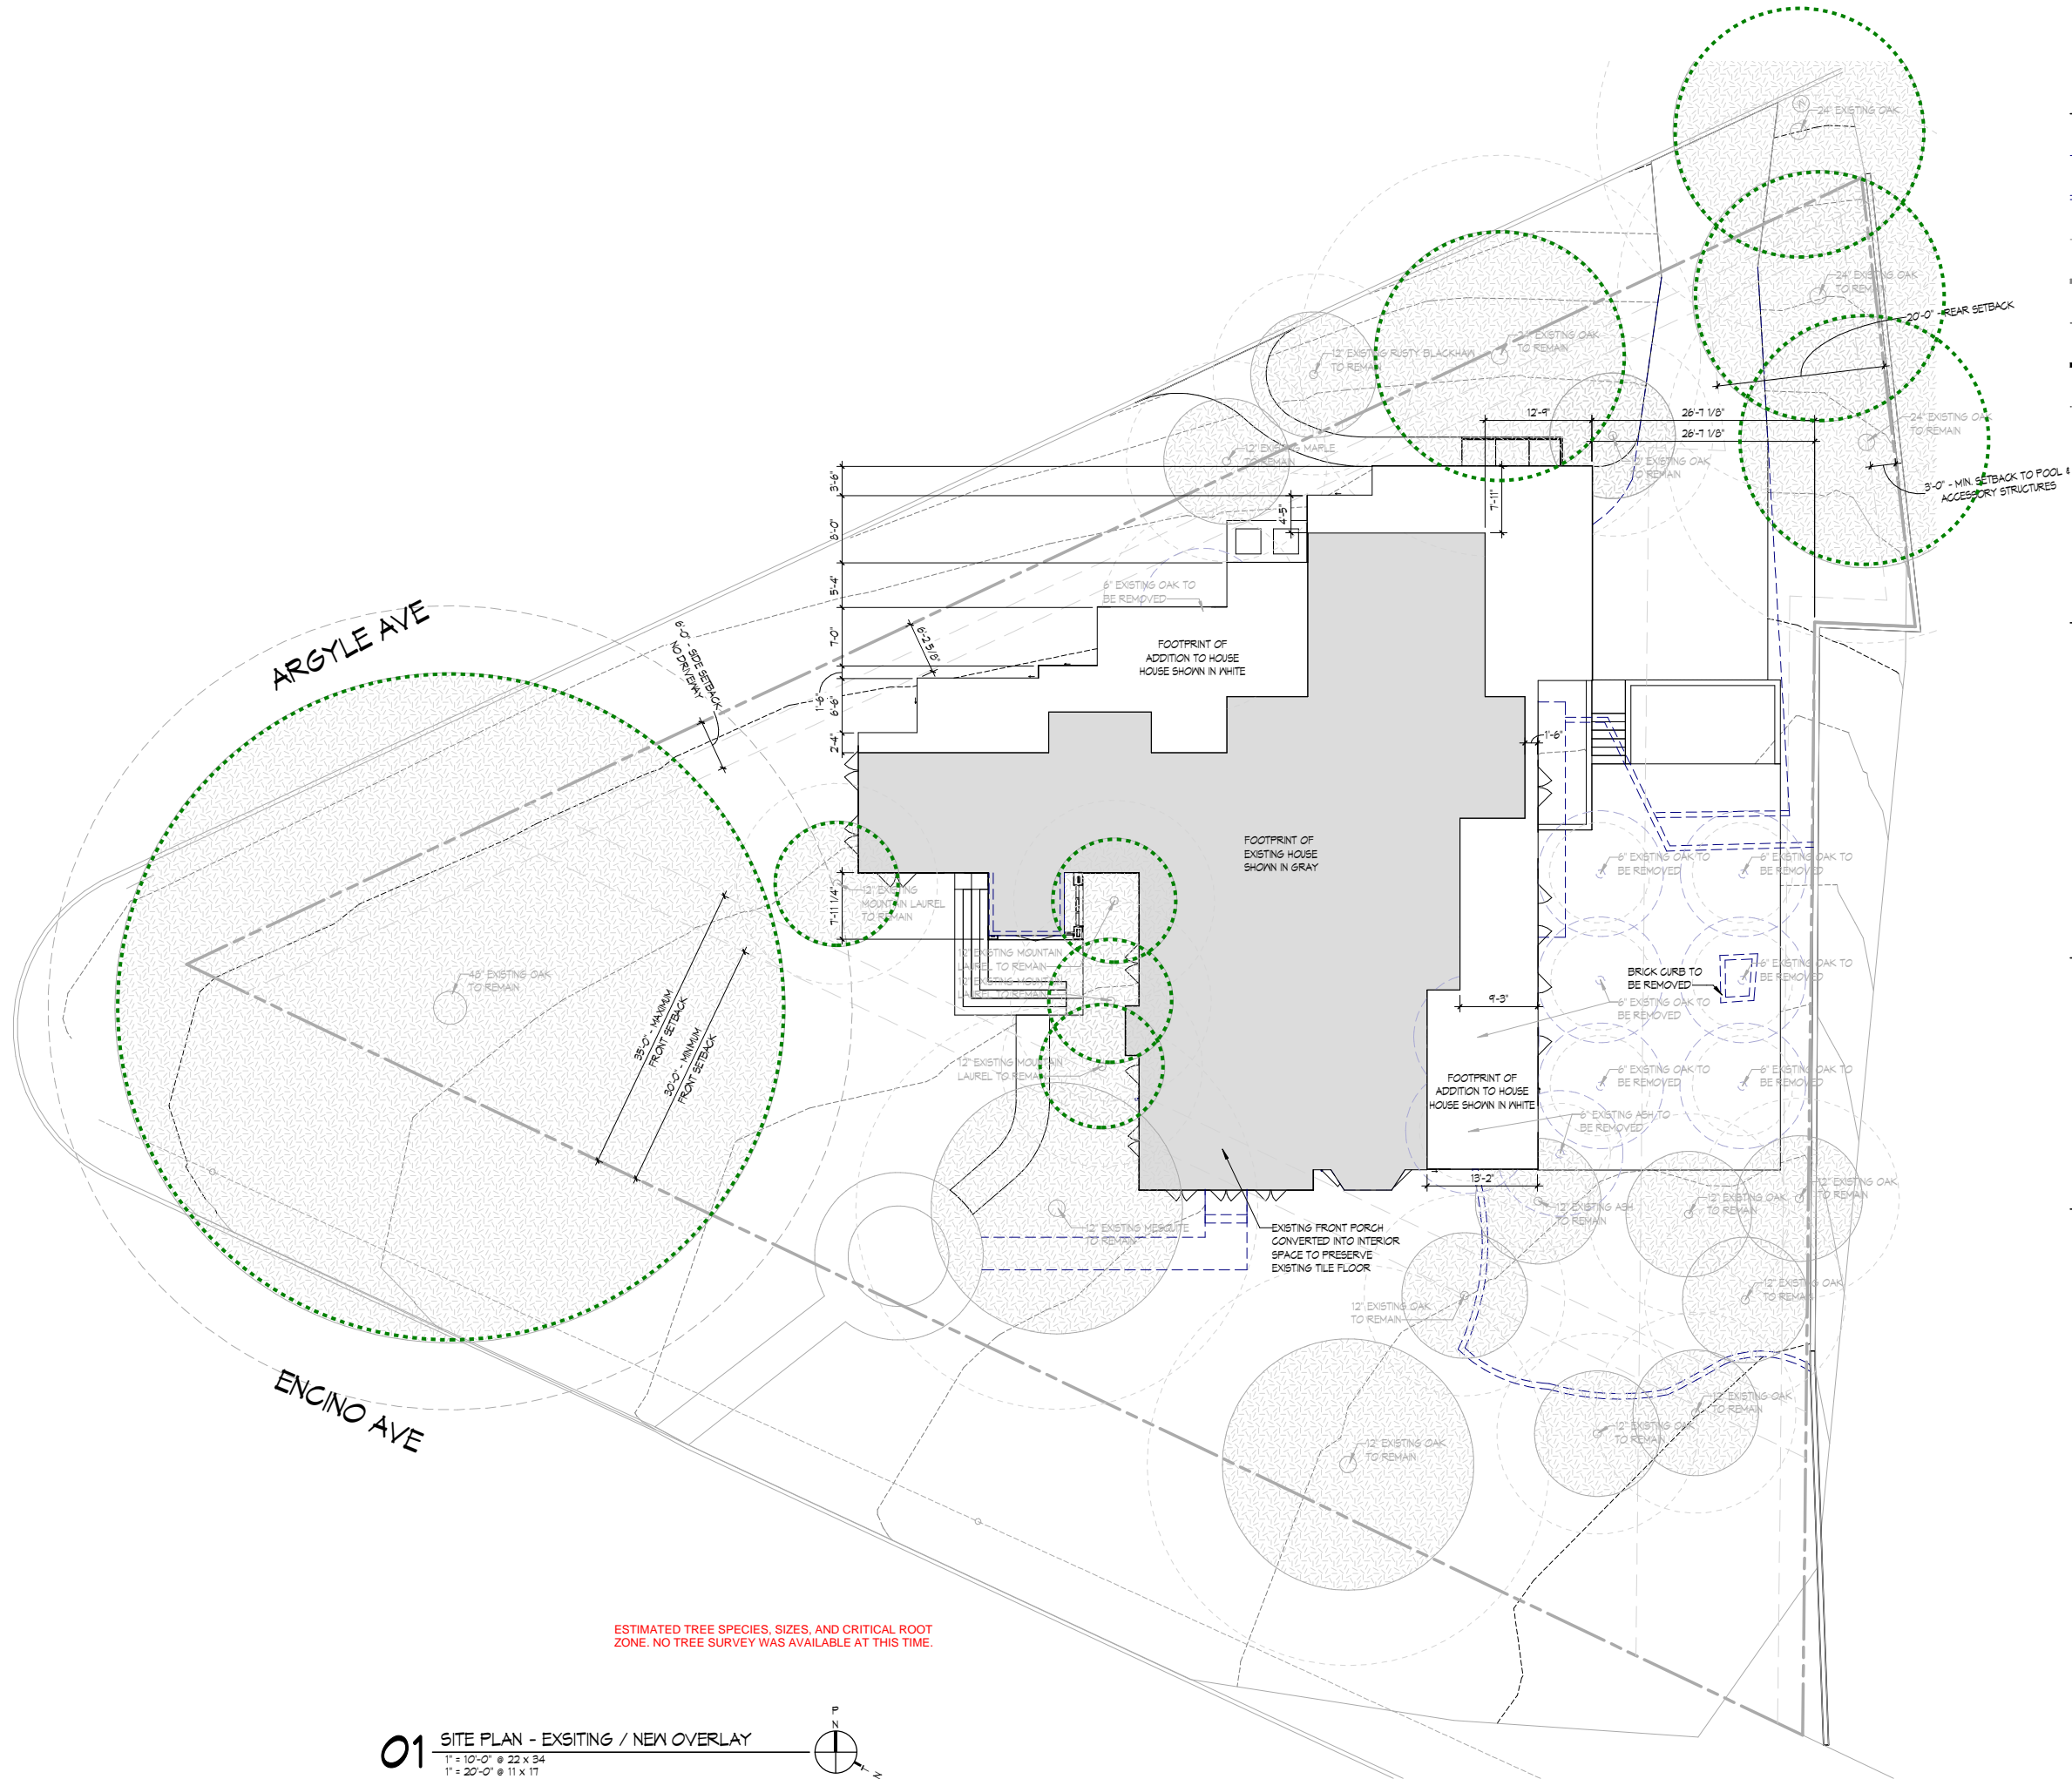 24" EXISTING OAK
24" EXISTING OAK
TO REMAIN
20'-0" - REAR SETBACK
24" EXISTING OAK
TO REMAIN
12" EXISTING RUSTY BLACKHAW
TO REMAIN
12'-9"
26'-7 1/8"
26'-7 1/8"
24" EXISTING OAK
TO REMAIN
12" EXISTING MAPLE
TO REMAIN
12" EXISTING OAK
TO REMAIN
3'-0" - MIN. SETBACK TO POOL &
ACCESSORY STRUCTURES
3'-6"
8'-0"
5'-4"
7'-0"
1'-6"
6'-6"
2'-4"
4'-5"
7'-11"
6" EXISTING OAK TO
BE REMOVED
ARGYLE AVE
6'-0" - SIDE SETBACK
NO DRIVEWAY
6'-2 5/8"
FOOTPRINT OF
ADDITION TO HOUSE
HOUSE SHOWN IN WHITE
1'-6"
FOOTPRINT OF
EXISTING HOUSE
SHOWN IN GRAY
6" EXISTING OAK TO
BE REMOVED
6" EXISTING OAK TO
BE REMOVED
12" EXISTING
MOUNTAIN LAUREL
TO REMAIN
7'-11 1/4"
12" EXISTING MOUNTAIN
LAUREL TO REMAIN
12" EXISTING MOUNTAIN
LAUREL TO REMAIN
48" EXISTING OAK
TO REMAIN
35'-0" - MAXIMUM
FRONT SETBACK
30'-0" - MINIMUM
FRONT SETBACK
BRICK CURB TO
BE REMOVED
6" EXISTING OAK TO
BE REMOVED
9'-3"
6" EXISTING OAK TO
BE REMOVED
12" EXISTING MOUNTAIN
LAUREL TO REMAIN
FOOTPRINT OF
ADDITION TO HOUSE
HOUSE SHOWN IN WHITE
6" EXISTING OAK TO
BE REMOVED
6" EXISTING OAK TO
BE REMOVED
6" EXISTING ASH TO
BE REMOVED
13'-2"
12" EXISTING MESQUITE
TO REMAIN
EXISTING FRONT PORCH
CONVERTED INTO INTERIOR
SPACE TO PRESERVE
EXISTING TILE FLOOR
12" EXISTING ASH
TO REMAIN
12" EXISTING OAK
TO REMAIN
12" EXISTING OAK
TO REMAIN
12" EXISTING OAK
TO REMAIN
12" EXISTING OAK
TO REMAIN
ENCINO AVE
12" EXISTING OAK
TO REMAIN
12" EXISTING OAK
TO REMAIN
12" EXISTING OAK
TO REMAIN
ESTIMATED TREE SPECIES, SIZES, AND CRITICAL ROOT
ZONE. NO TREE SURVEY WAS AVAILABLE AT THIS TIME.
01 SITE PLAN - EXSITING / NEW OVERLAY
1" = 10'-0" @ 22 x 34
1" = 20'-0" @ 11 x 17
P
N
N